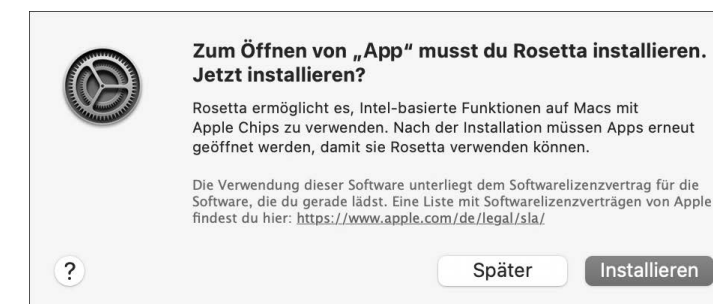 Zum Öffnen von „App“ musst du Rosetta installieren.
Jetzt installieren?
Rosetta ermöglicht es, Intel-basierte Funktionen auf Macs mit
Apple Chips zu verwenden. Nach der Installation müssen Apps erneut
geöffnet werden, damit sie Rosetta verwenden können.
Die Verwendung dieser Software unterliegt dem Softwarelizenzvertrag für die
Software, die du gerade lädst. Eine Liste mit Softwarelizenzverträgen von Apple
findest du hier: https://www.apple.com/de/legal/sla/
? Später Installieren